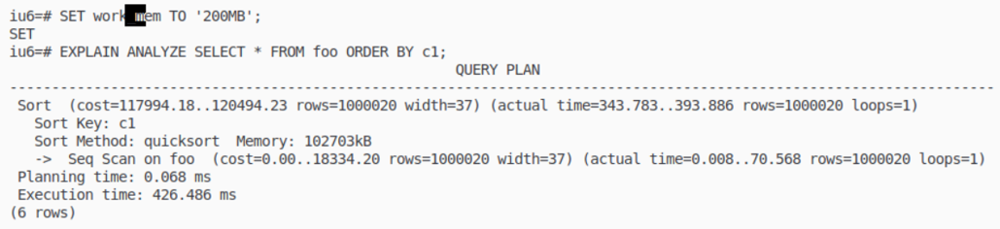 iu6=# SET work mem TO '200MB';
SET
iu6=# EXPLAIN ANALYZE SELECT * FROM foo ORDER BY c1;
QUERY PLAN
-----------------------------------------------------------------------------------------------------------------------
Sort  (cost=117994.18..120494.23 rows=1000020 width=37) (actual time=343.783..393.886 rows=1000020 loops=1)
Sort Key: c1
Sort Method: quicksort  Memory: 102703kB
->  Seq Scan on foo  (cost=0.00..18334.20 rows=1000020 width=37) (actual time=0.008..70.568 rows=1000020 loops=1)
Planning time: 0.068 ms
Execution time: 426.486 ms
(6 rows)